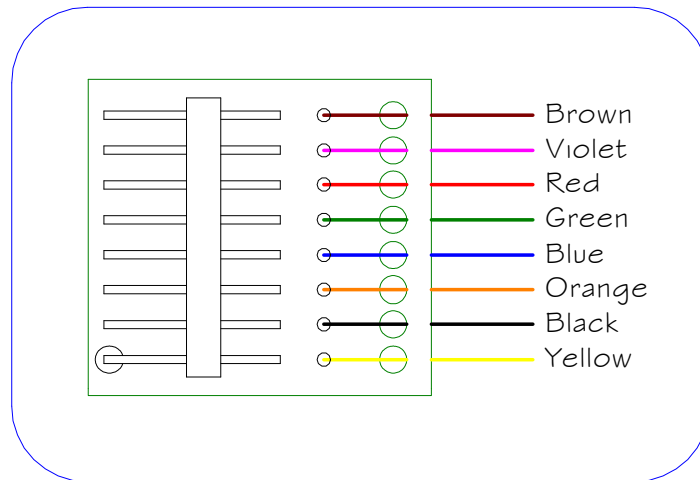 Brown
Violet
Red
Green
Blue
Orange
Black
Yellow